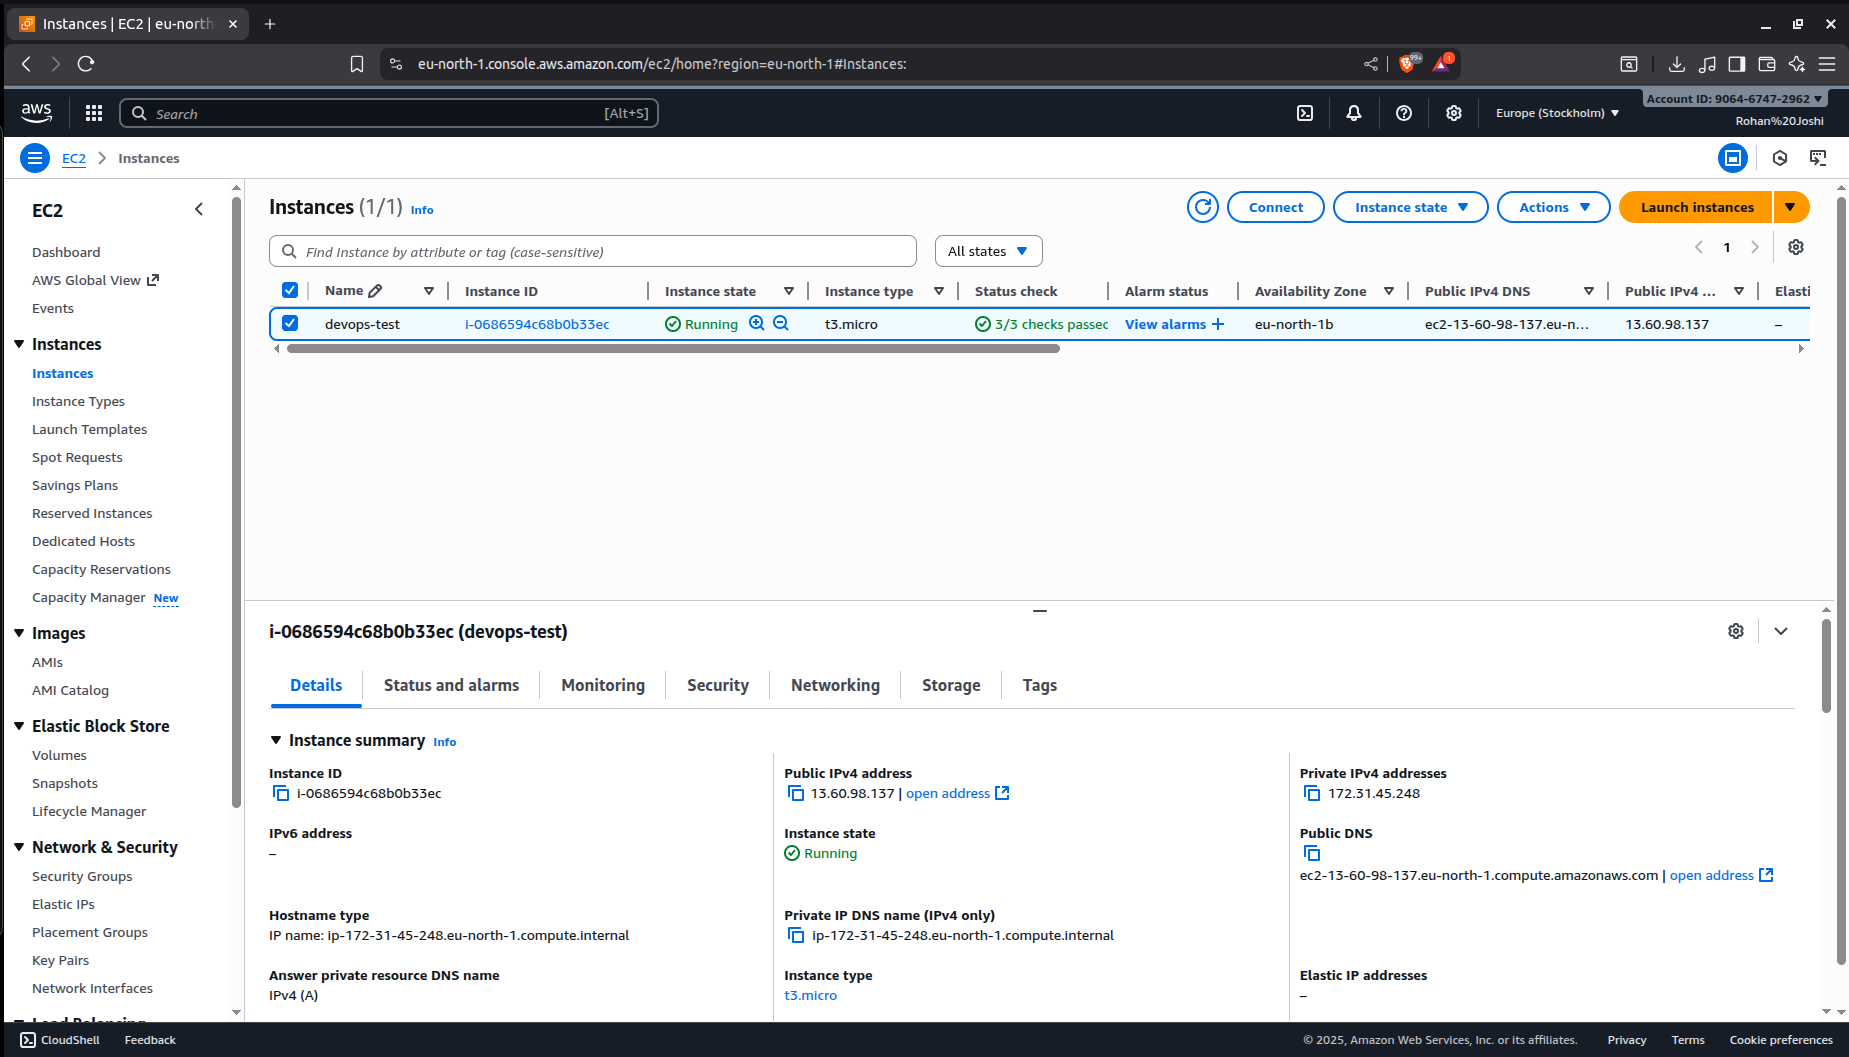 Instances | EC2 | eu-north
eu-north-1.console.aws.amazon.com/ec2/home?region=eu-north-1#Instances:
99+
1
aws
Search
[Alt+S]
Europe (Stockholm)
Account ID: 9064-6747-2962
Rohan%20Joshi
EC2
Instances
EC2
Dashboard
AWS Global View
Events
Instances
Instances
Instance Types
Launch Templates
Spot Requests
Savings Plans
Reserved Instances
Dedicated Hosts
Capacity Reservations
Capacity Manager New
Images
AMIs
AMI Catalog
Elastic Block Store
Volumes
Snapshots
Lifecycle Manager
Network & Security
Security Groups
Elastic IPs
Placement Groups
Key Pairs
Network Interfaces
Load Balancing
Instances (1/1) Info
Connect
Instance state
Actions
Launch instances
Find Instance by attribute or tag (case-sensitive)
All states
1
Name Instance ID Instance state Instance type Status check Alarm status Availability Zone Public IPv4 DNS Public IPv4 ... Elasti
devops-test i-0686594c68b0b33ec Running t3.micro 3/3 checks passec View alarms + eu-north-1b ec2-13-60-98-137.eu-n... 13.60.98.137 –
i-0686594c68b0b33ec (devops-test)
Details Status and alarms Monitoring Security Networking Storage Tags
Instance summary Info
Instance ID
i-0686594c68b0b33ec
Public IPv4 address
13.60.98.137 | open address
Private IPv4 addresses
172.31.45.248
IPv6 address
–
Instance state
Running
Public DNS
ec2-13-60-98-137.eu-north-1.compute.amazonaws.com | open address
Hostname type
IP name: ip-172-31-45-248.eu-north-1.compute.internal
Private IP DNS name (IPv4 only)
ip-172-31-45-248.eu-north-1.compute.internal
Answer private resource DNS name
IPv4 (A)
Instance type
t3.micro
Elastic IP addresses
–
CloudShell Feedback
© 2025, Amazon Web Services, Inc. or its affiliates. Privacy Terms Cookie preferences